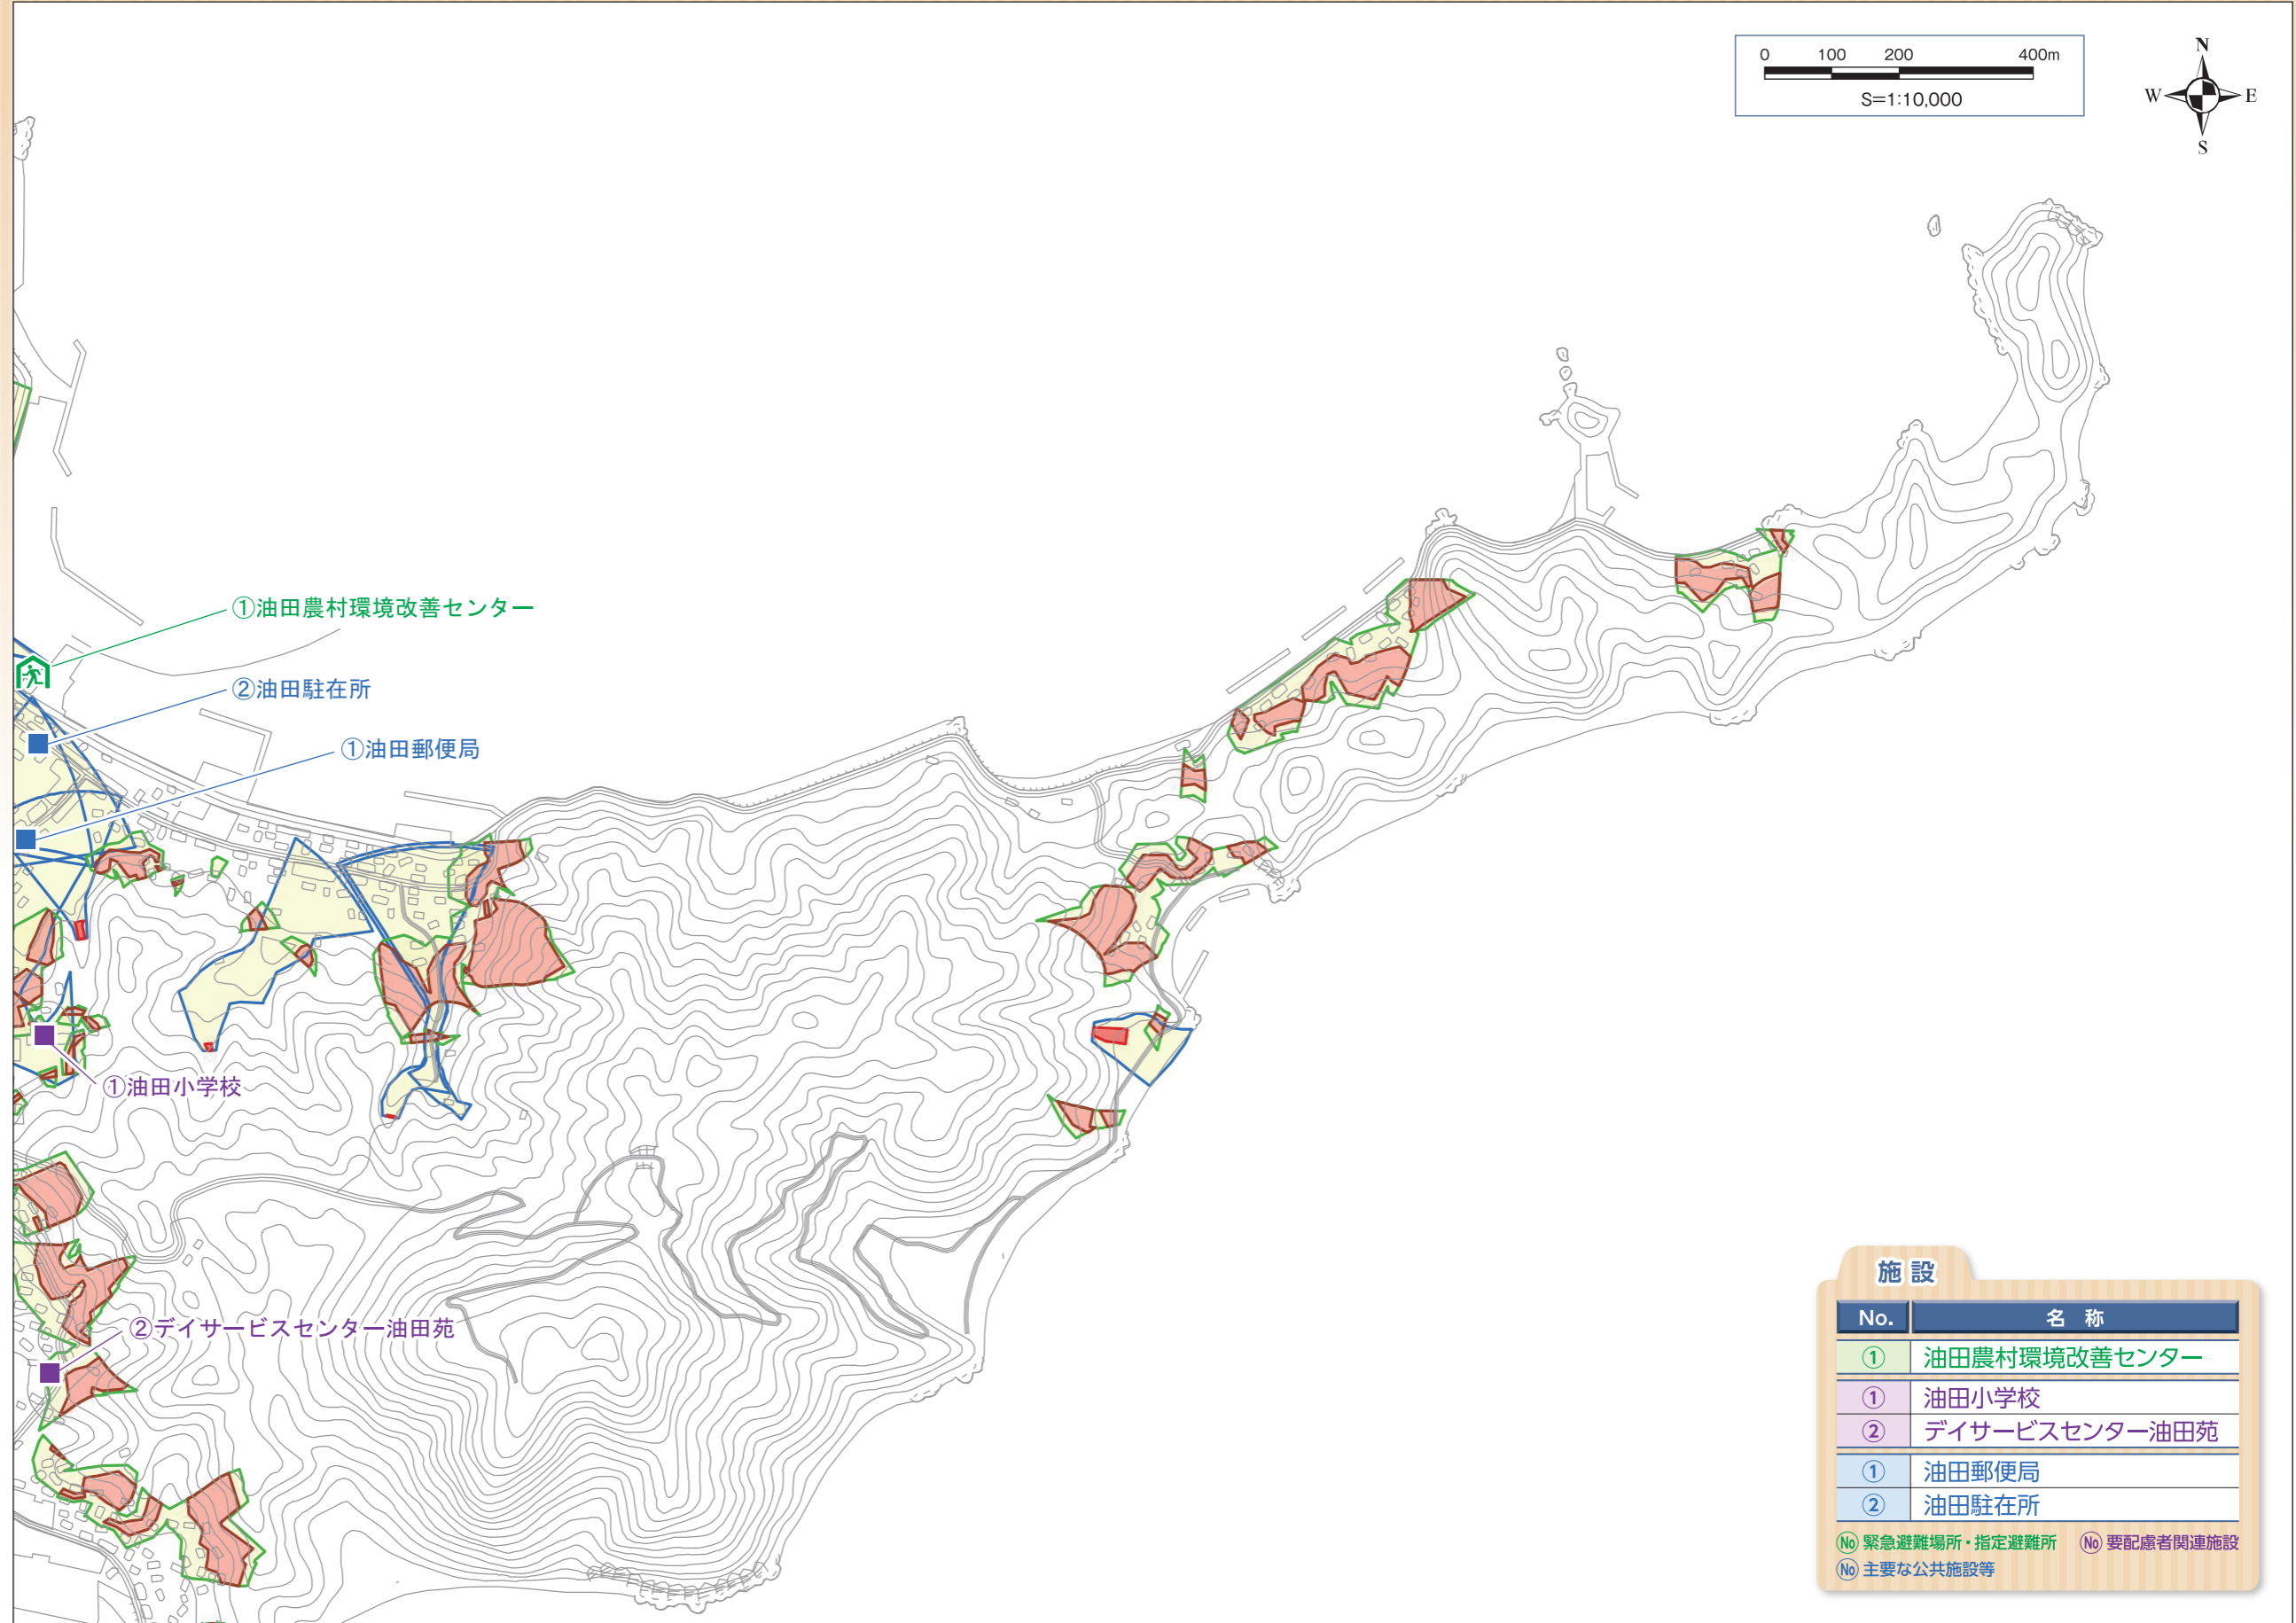 0 100 200 400m
S=1:10,000
N
W E
S
①油田農村環境改善センター
②油田駐在所
①油田郵便局
①油田小学校
②デイサービスセンター油田苑
施設
No. 名称
① 油田農村環境改善センター
① 油田小学校
② デイサービスセンター油田苑
① 油田郵便局
② 油田駐在所
No 緊急避難場所・指定避難所 No 要配慮者関連施設
No 主要な公共施設等